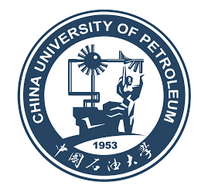 CHINA UNIVERSITY OF PETROLEUM
1953
中国石油大学